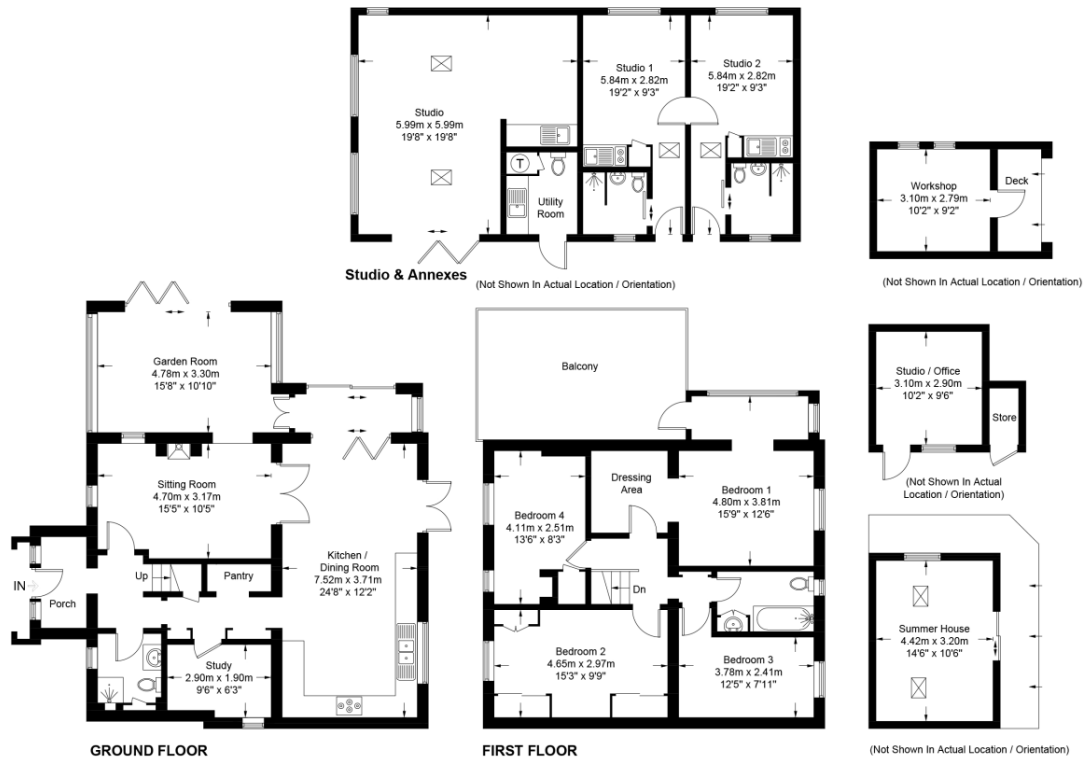 Studio
5.99m x 5.99m
19'8" x 19'8"
Studio 1
5.84m x 2.82m
19'2" x 9'3"
Studio 2
5.84m x 2.82m
19'2" x 9'3"
T
Utility
Room
Studio & Annexes
(Not Shown In Actual Location / Orientation)
Workshop
3.10m x 2.79m
10'2" x 9'2"
Deck
(Not Shown In Actual Location / Orientation)
Garden Room
4.78m x 3.30m
15'8" x 10'10"
Sitting Room
4.70m x 3.17m
15'5" x 10'5"
Kitchen /
Dining Room
7.52m x 3.71m
24'8" x 12'2"
IN
Porch
Up
Pantry
Study
2.90m x 1.90m
9'6" x 6'3"
GROUND FLOOR
Balcony
Dressing
Area
Bedroom 1
4.80m x 3.81m
15'9" x 12'6"
Bedroom 4
4.11m x 2.51m
13'6" x 8'3"
Dn
Bedroom 2
4.65m x 2.97m
15'3" x 9'9"
Bedroom 3
3.78m x 2.41m
12'5" x 7'11"
FIRST FLOOR
Studio / Office
3.10m x 2.90m
10'2" x 9'6"
Store
(Not Shown In Actual
Location / Orientation)
Summer House
4.42m x 3.20m
14'6" x 10'6"
(Not Shown In Actual Location / Orientation)